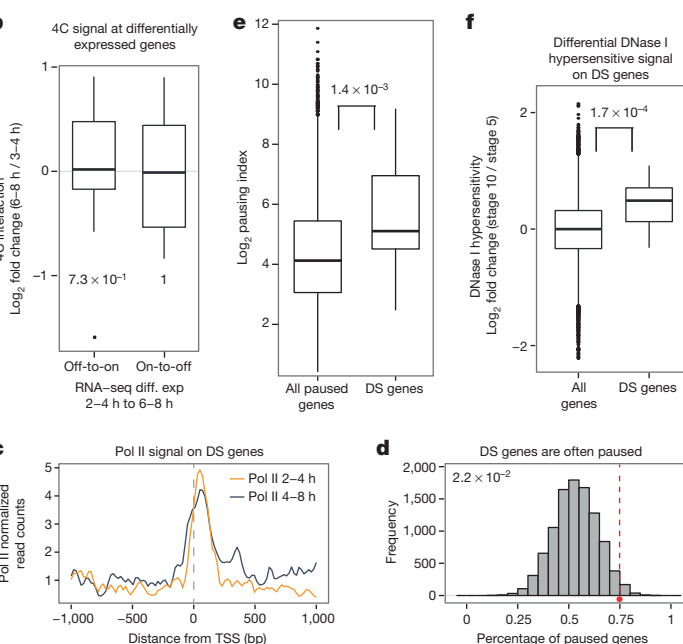 4C signal at differentially
expressed genes
4C interaction
Log2 fold change (6–8 h / 3–4 h)
1
0
−1
7.3 × 10−1
1
Off-to-on
On-to-off
RNA–seq diff. exp
2–4 h to 6–8 h
e
Log2 pausing index
12
10
8
6
4
2
1.4 × 10−3
All paused
genes
DS genes
f
Differential DNase I
hypersensitive signal
on DS genes
DNase I hypersensitivity
Log2 fold change (stage 10 / stage 5)
2
0
−2
1.7 × 10−4
All
genes
DS genes
c
Pol II signal on DS genes
Pol II normalized
read counts
5
4
3
2
1
Pol II 2–4 h
Pol II 4–8 h
−1,000
−500
0
500
1,000
Distance from TSS (bp)
d
DS genes are often paused
2.2 × 10−2
Frequency
2,000
1,500
1,000
500
0
0
0.25
0.5
0.75
1
Percentage of paused genes